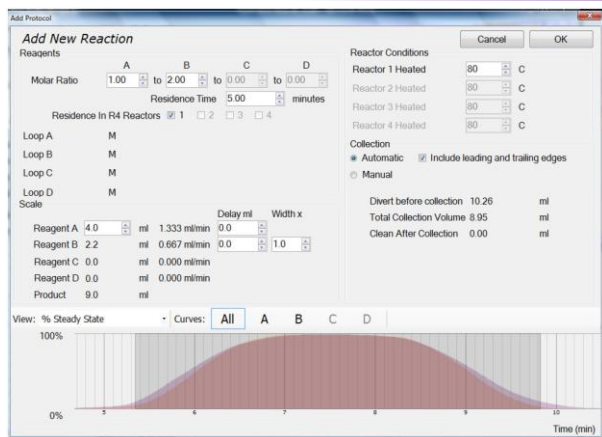 Add Protocol
Add New Reaction
Cancel OK
Reagents
A B C D
Molar Ratio 1.00 to 2.00 to 0.00 to 0.00
Residence Time 5.00 minutes
Residence In R4 Reactors 1 2 3 4
Loop A M
Loop B M
Loop C M
Loop D M
Scale
Delay ml Width x
Reagent A 4.0 ml 1.333 ml/min 0.0
Reagent B 2.2 ml 0.667 ml/min 0.0 1.0
Reagent C 0.0 ml 0.000 ml/min
Reagent D 0.0 ml 0.000 ml/min
Product 9.0 ml
Reactor Conditions
Reactor 1 Heated 80 C
Reactor 2 Heated 80 C
Reactor 3 Heated 80 C
Reactor 4 Heated 80 C
Collection
Automatic Include leading and trailing edges
Manual
Divert before collection 10.26 ml
Total Collection Volume 8.95 ml
Clean After Collection 0.00 ml
View: % Steady State Curves: All A B C D
100%
0%
5 6 7 8 9 10
Time (min)